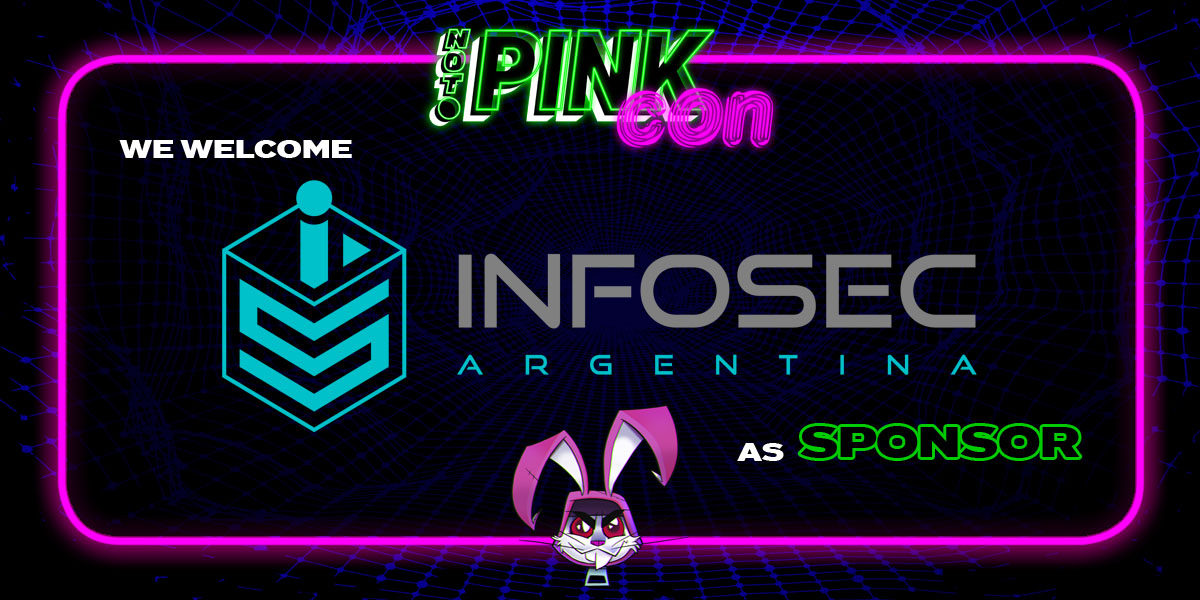 NOT
PINK
con
WE WELCOME
INFOSEC
ARGENTINA
AS SPONSOR